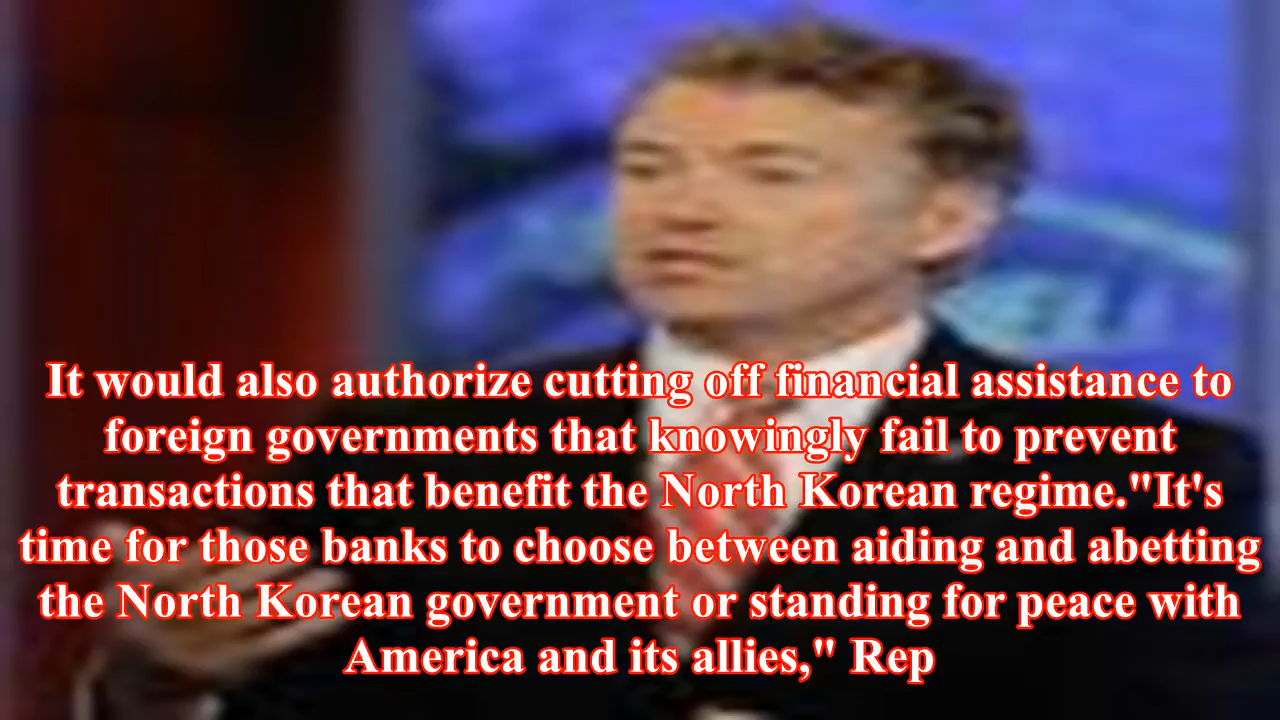 It would also authorize cutting off financial assistance to
foreign governments that knowingly fail to prevent
transactions that benefit the North Korean regime."It's
time for those banks to choose between aiding and abetting
the North Korean government or standing for peace with
America and its allies," Rep